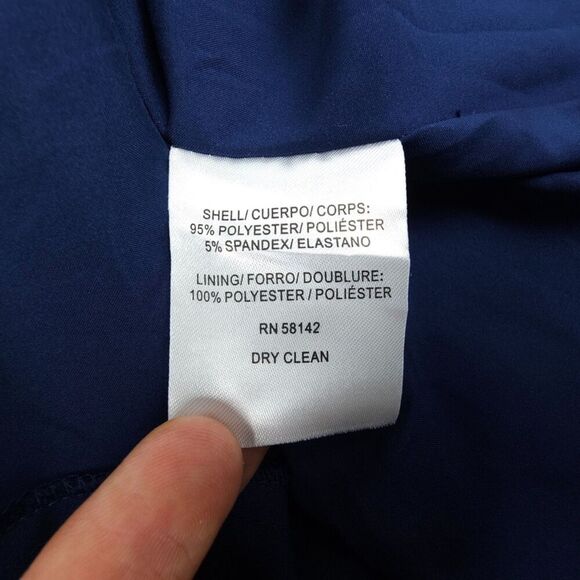 SHELL/ CUERPO/ CORPS:
95% POLYESTER/ POLIÉSTER
5% SPANDEX/ ELASTANO
LINING/ FORRO/ DOUBLURE:
100% POLYESTER / POLIÉSTER
RN 58142
DRY CLEAN